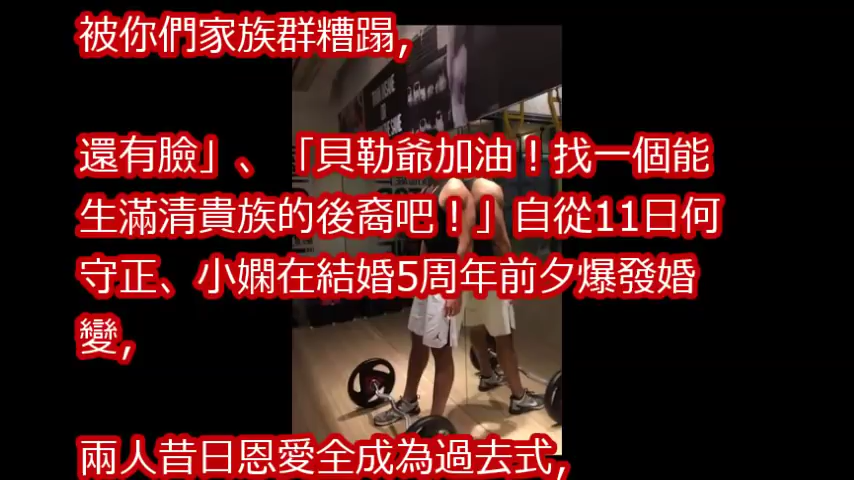 被你們家族群糟蹋，
還有臉」、「貝勒爺加油！找一個能
生滿清貴族的後裔吧！」自從11日何
守正、小嫻在結婚5周年前夕爆發婚
變，
兩人昔日恩愛全成為過去式，